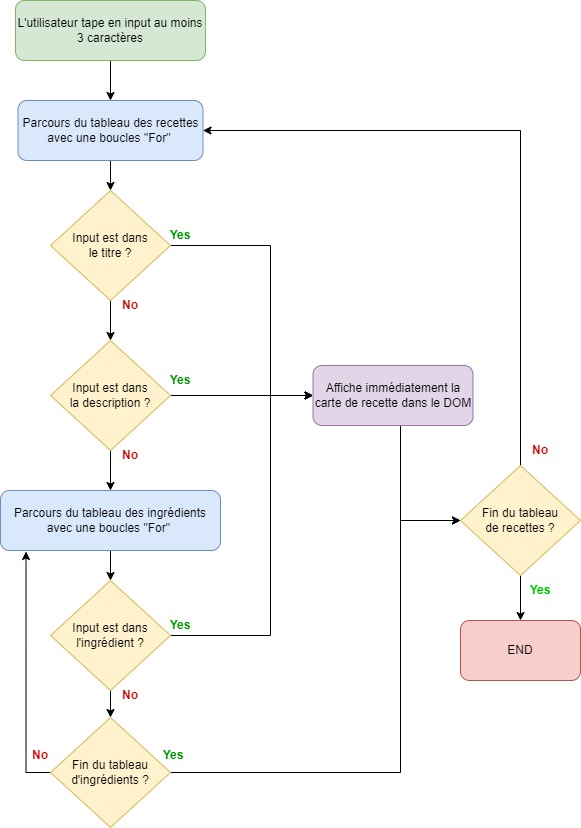 L'utilisateur tape en input au moins
3 caractères
Parcours du tableau des recettes
avec une boucles "For"
Input est dans
le titre ?
Yes
No
Input est dans
la description ?
Yes
No
Affiche immédiatement la
carte de recette dans le DOM
Parcours du tableau des ingrédients
avec une boucles "For"
Input est dans
l'ingrédient ?
Yes
No
Fin du tableau
d'ingrédients ?
No
Yes
Fin du tableau
de recettes ?
No
Yes
END